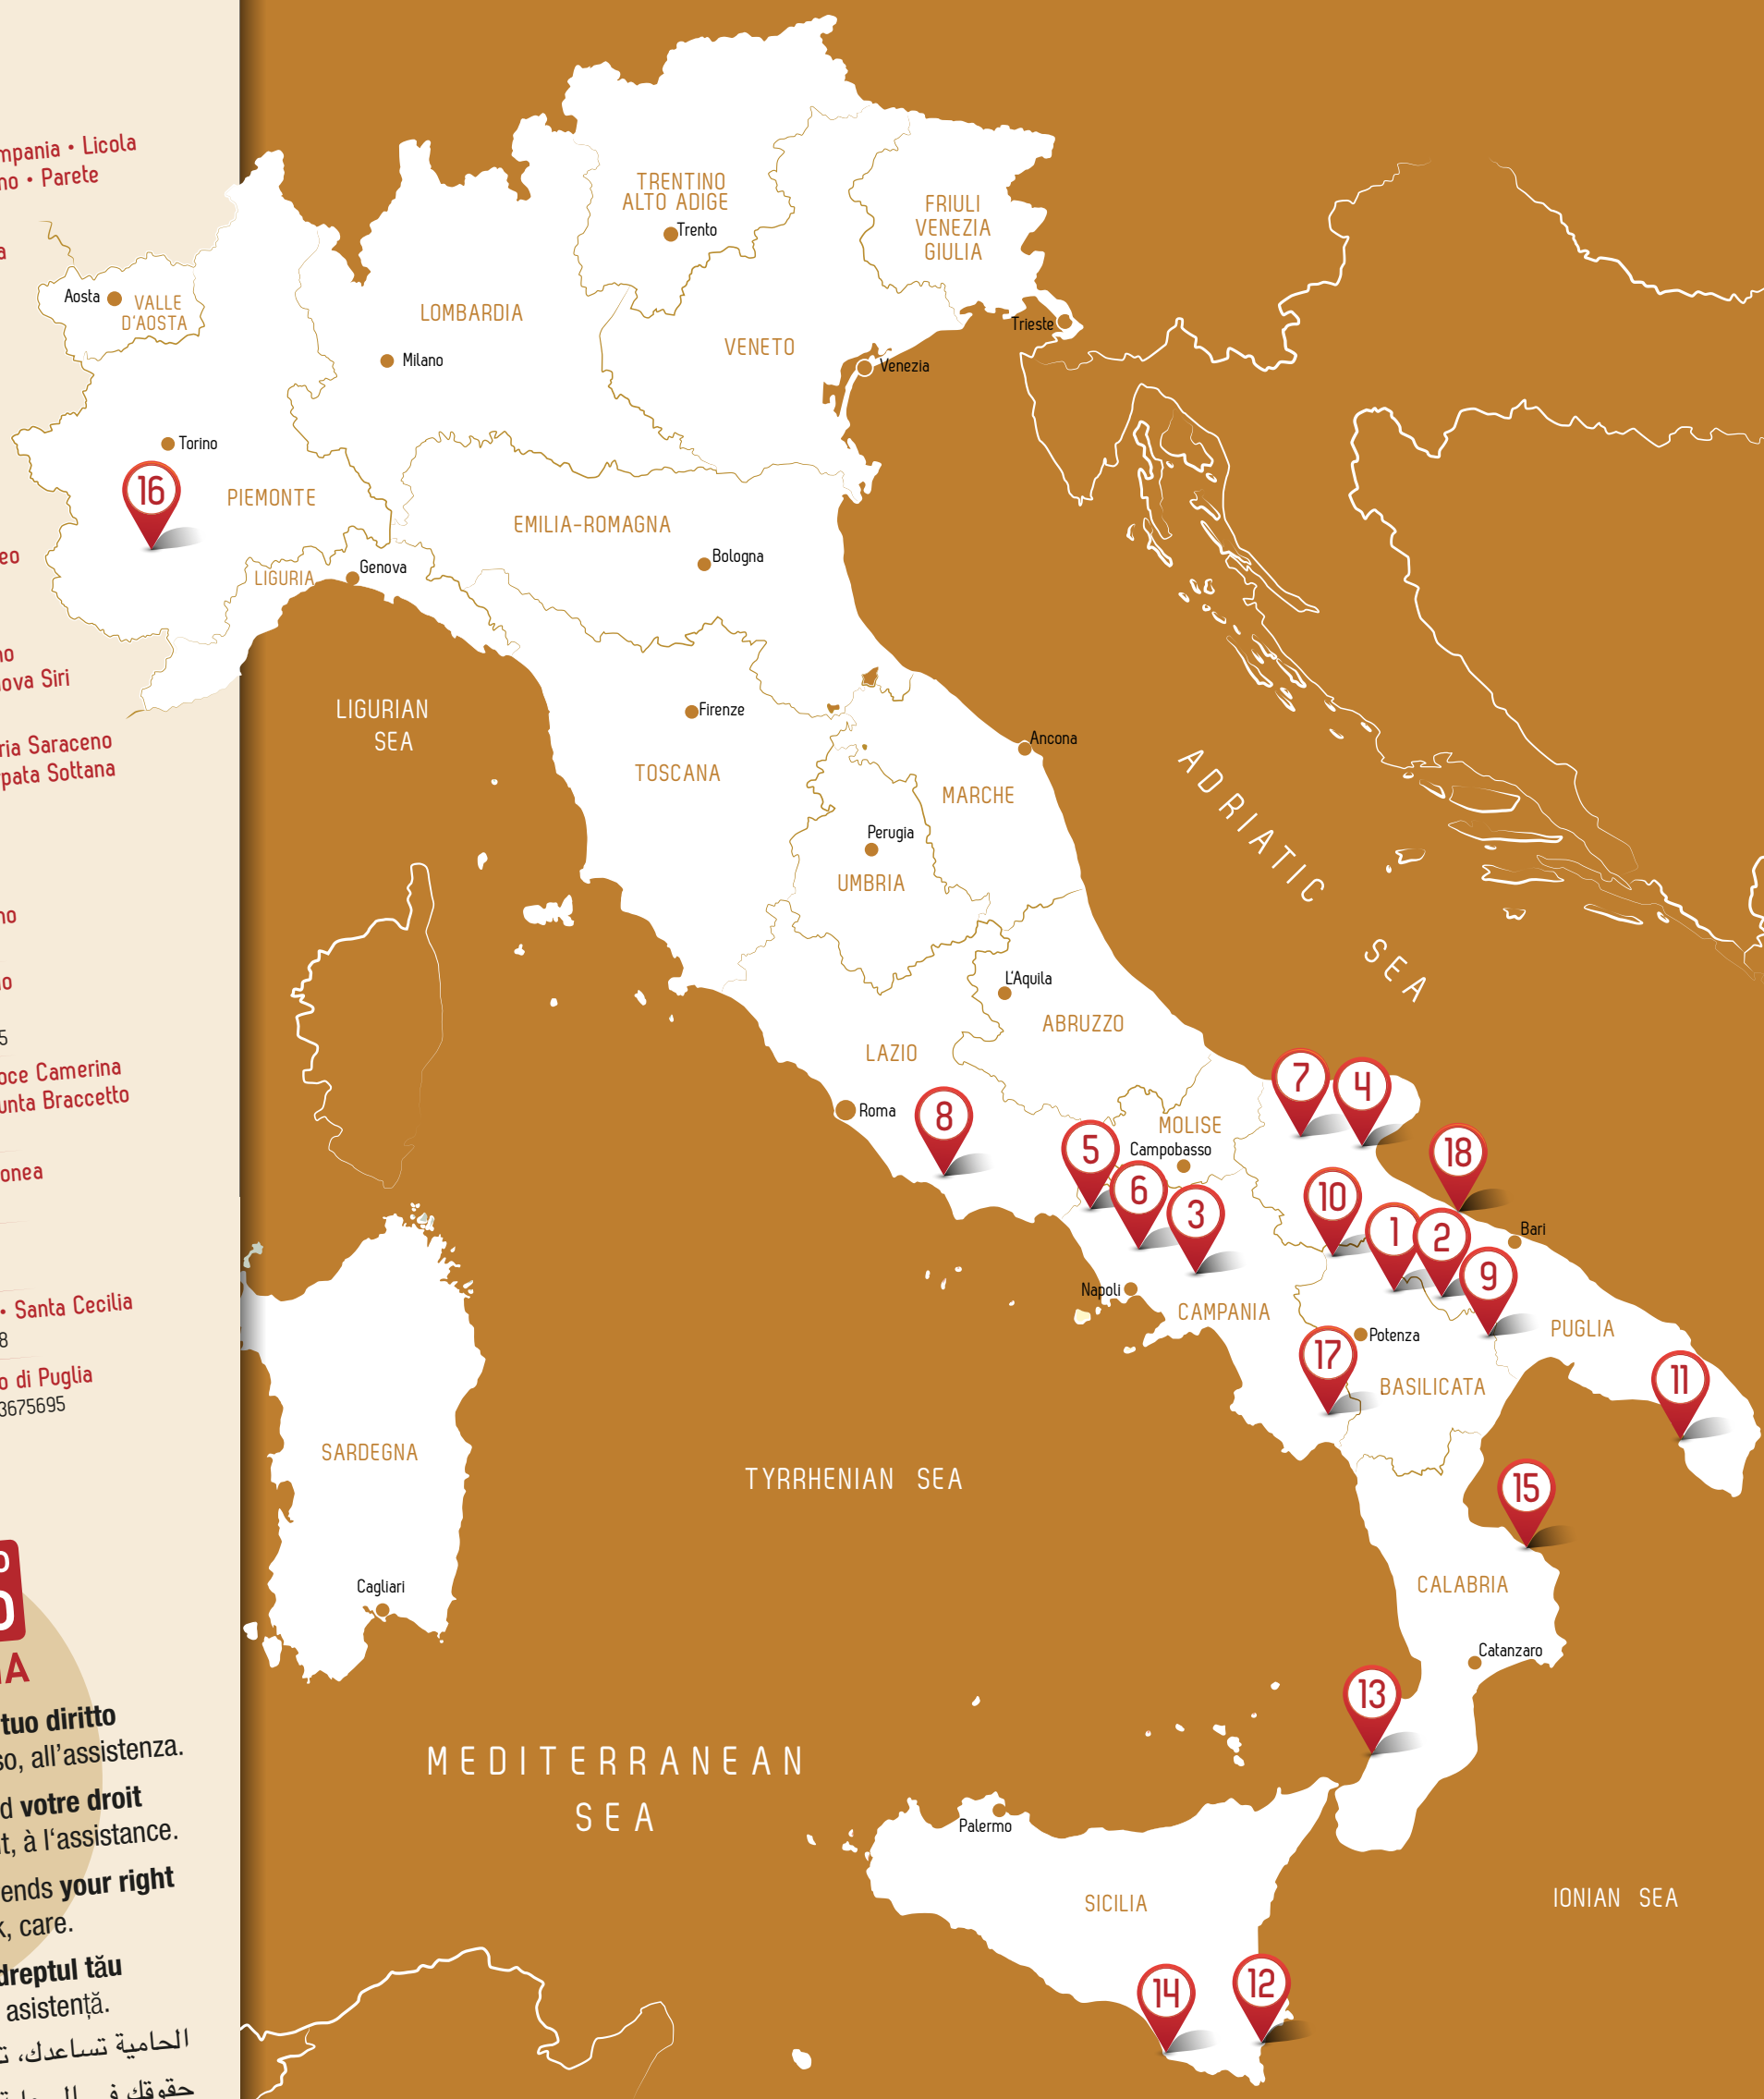 mpania • Licola
no • Parete
a
eo
no
ova Siri
ria Saraceno
pata Sottana
no
io
5
oce Camerina
unta Braccetto
onea
• Santa Cecilia
8
o di Puglia
3675695
IA
tuo diritto
so, all'assistenza.
d votre droit
t, à l'assistance.
ends your right
k, care.
dreptul tău
asistenţă.
الحامية تساعدك، ت
TRENTINO
ALTO ADIGE
Trento
FRIULI
VENEZIA
GIULIA
Trieste
Aosta
VALLE
D'AOSTA
LOMBARDIA
Milano
VENETO
Venezia
Torino
16
PIEMONTE
EMILIA-ROMAGNA
Bologna
LIGURIA
Genova
LIGURIAN
SEA
Firenze
TOSCANA
Ancona
MARCHE
ADRIATIC SEA
Perugia
UMBRIA
L'Aquila
ABRUZZO
LAZIO
Roma
8
7
4
MOLISE
Campobasso
5
6
3
18
10
1
2
9
Bari
Napoli
CAMPANIA
Potenza
PUGLIA
17
BASILICATA
11
SARDEGNA
TYRRHENIAN SEA
15
Cagliari
CALABRIA
Catanzaro
13
MEDITERRANEAN
SEA
Palermo
SICILIA
IONIAN SEA
14
12